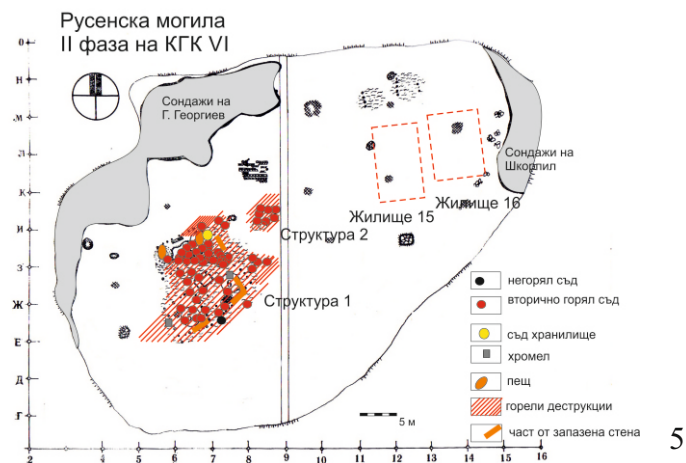 Русенска могила
II фаза на КГК VI
Сондажи на
Г. Георгиев
Сондажи на
Шкорпил
Жилище 15
Жилище 16
Структура 2
Структура 1
негорял съд
вторично горял съд
съд хранилище
хромел
пещ
горели деструкции
част от запазена стена
5 м
О
Н
М
Л
К
И
З
Ж
Е
Д
Г
2 3 4 5 6 7 8 9 10 11 12 13 14 15 16
5